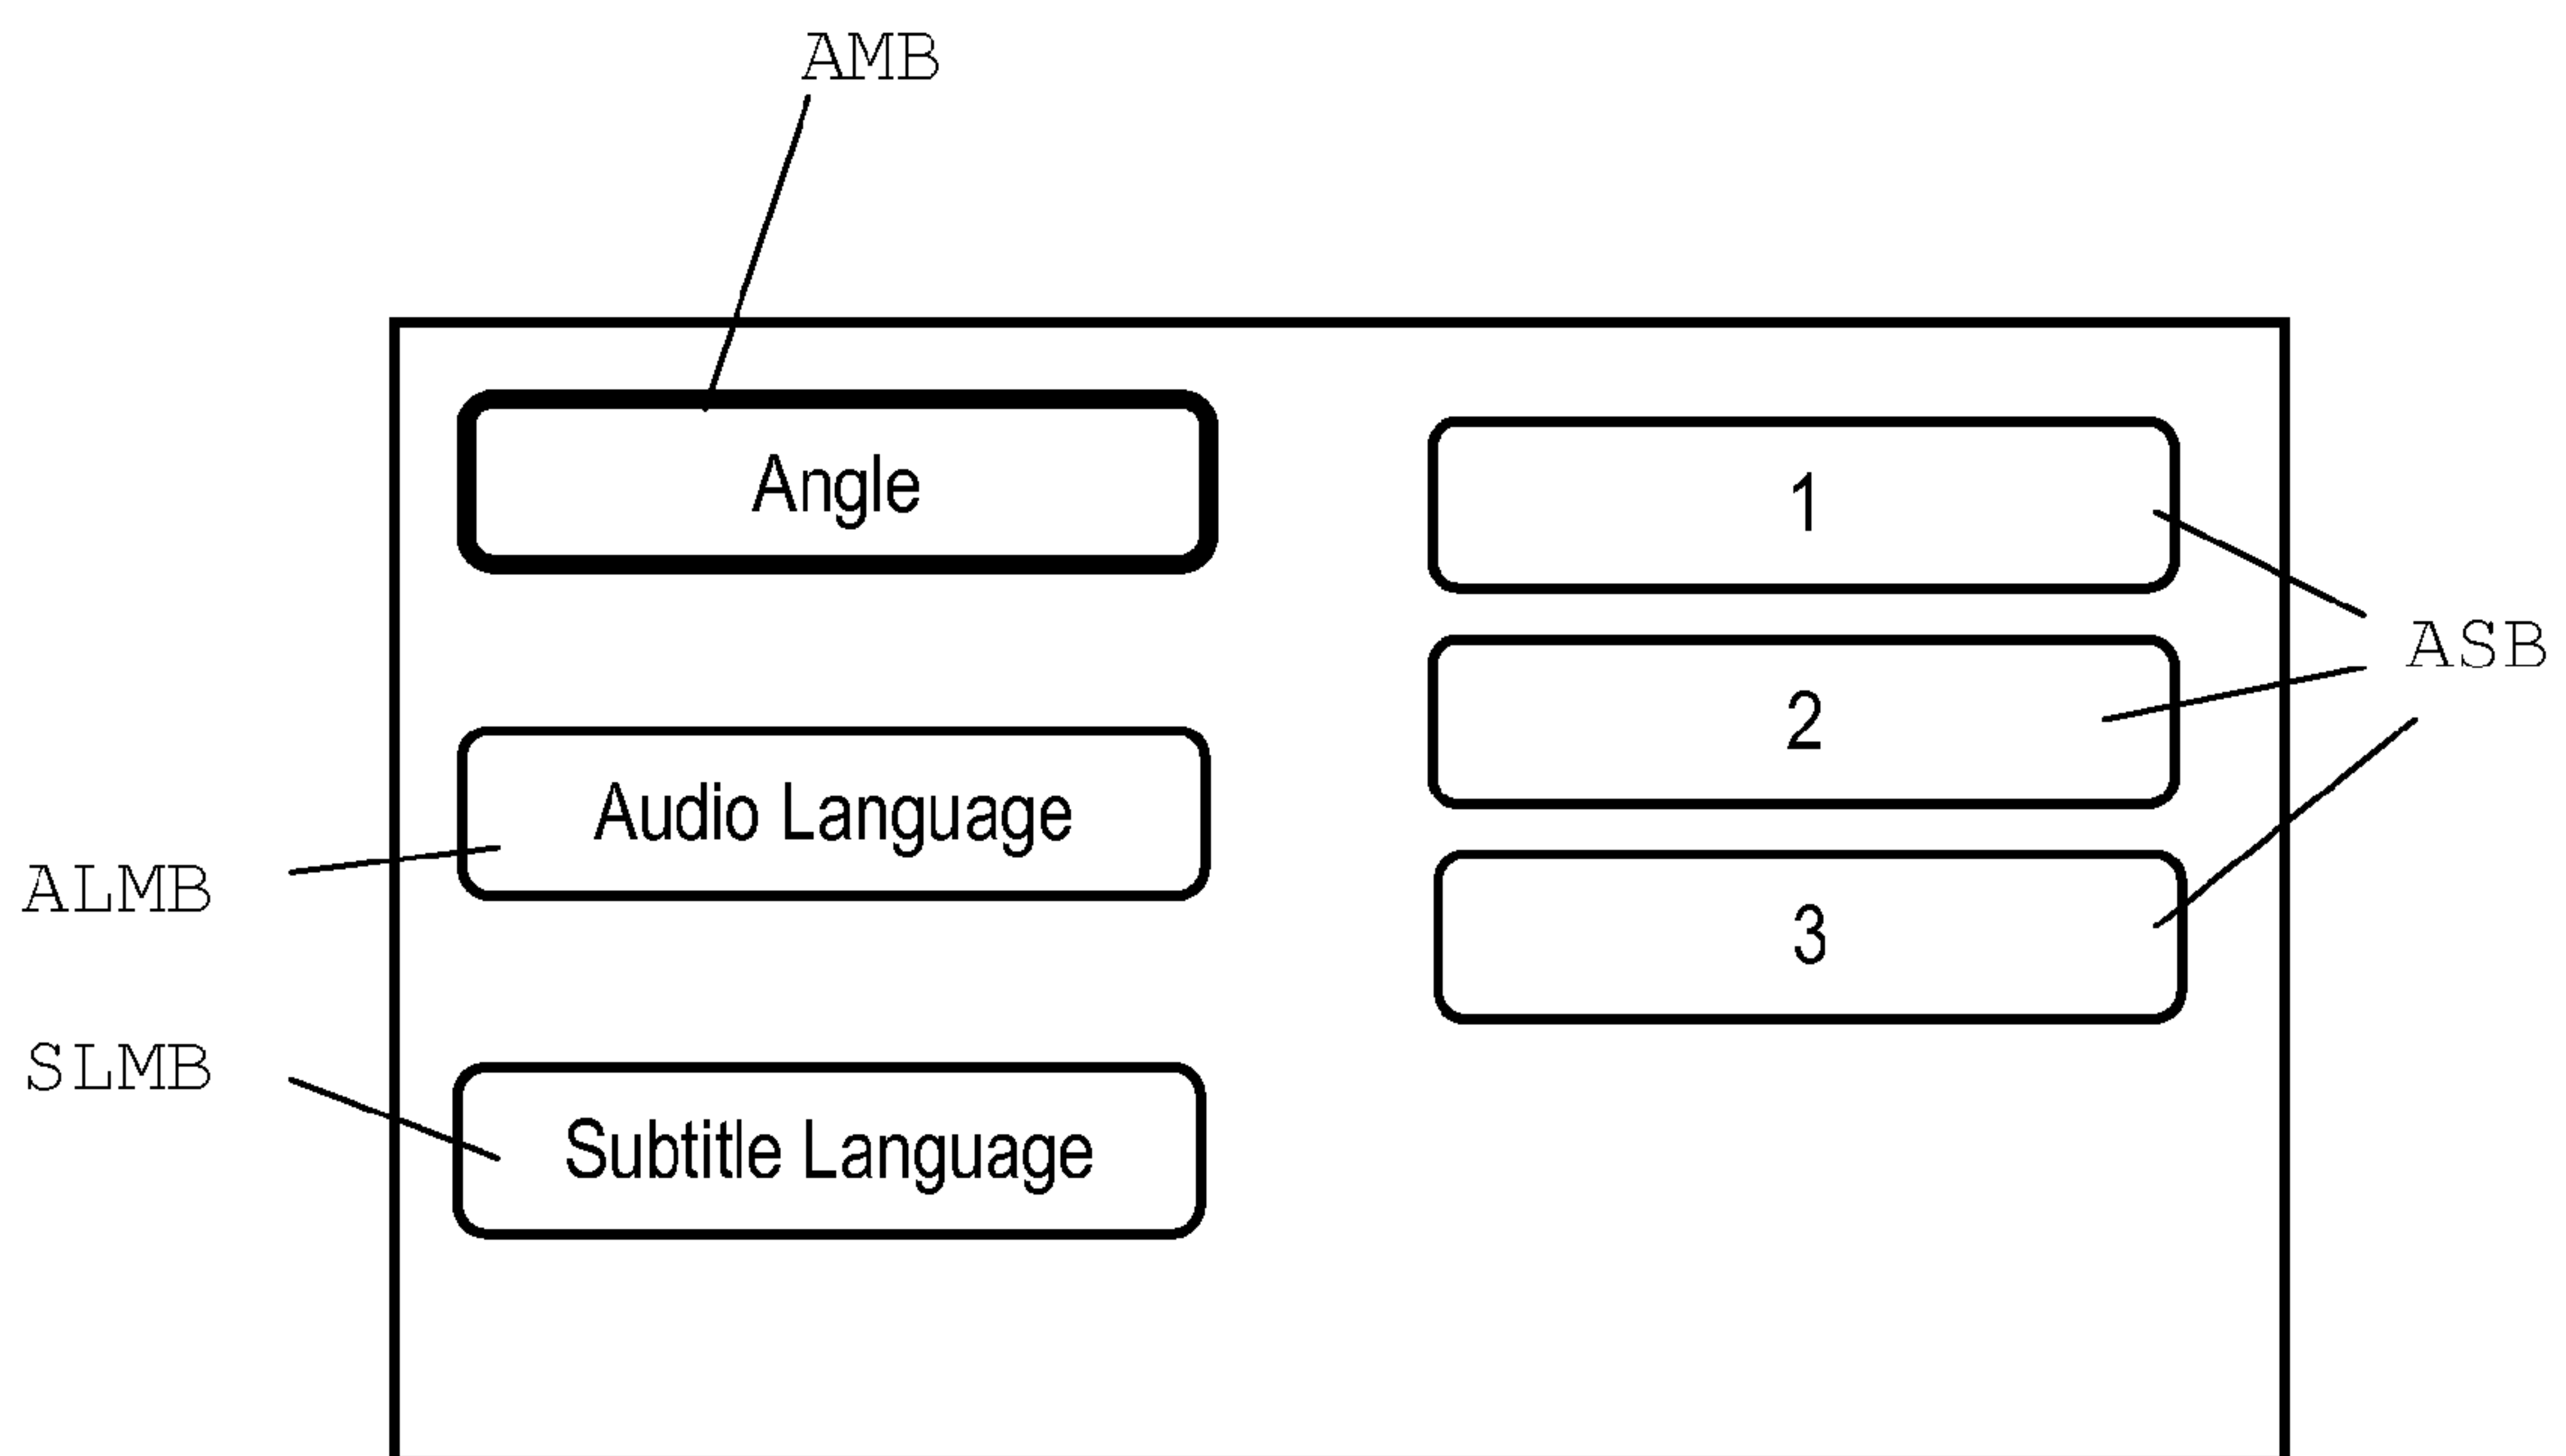 AMB
Angle
1
ASB
2
Audio Language
ALMB
3
SLMB
Subtitle Language